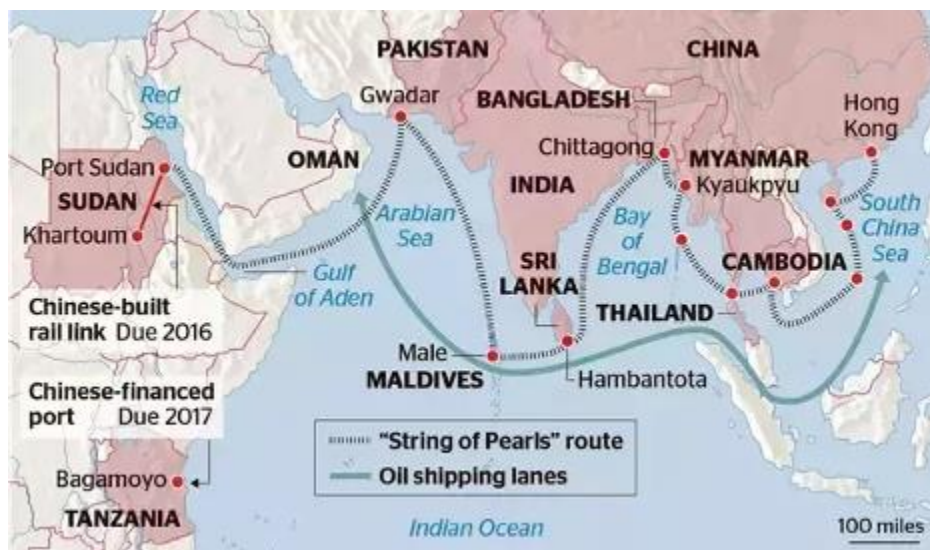 PAKISTAN
CHINA
Gwadar
Red
Sea
BANGLADESH
Hong
Kong
Chittagong
Port Sudan
OMAN
MYANMAR
SUDAN
INDIA
Kyaukpyu
Arabian
Sea
Bay
of
Bengal
South
China
Sea
Khartoum
SRI
LANKA
CAMBODIA
Gulf
of Aden
Chinese-built
rail link Due 2016
THAILAND
Male
MALDIVES
Hambantota
Chinese-financed
port Due 2017
"String of Pearls" route
Oil shipping lanes
Bagamoyo
TANZANIA
Indian Ocean
100 miles